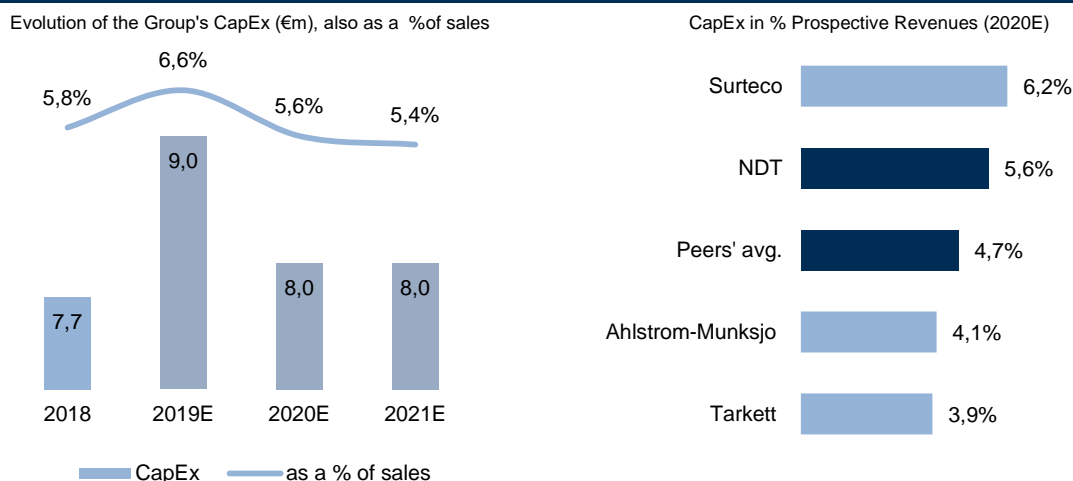 Evolution of the Group's CapEx (€m), also as a %of sales
5,8%
6,6%
5,6%
5,4%
7,7
9,0
8,0
8,0
2018
2019E
2020E
2021E
CapEx
as a % of sales
CapEx in % Prospective Revenues (2020E)
Surteco
6,2%
NDT
5,6%
Peers' avg.
4,7%
Ahlstrom-Munksjo
4,1%
Tarkett
3,9%